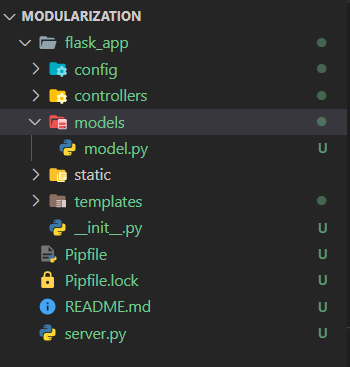 MODULARIZATION
flask_app
config
controllers
models
model.py U
static
templates
__init__.py U
Pipfile U
Pipfile.lock U
README.md U
server.py U